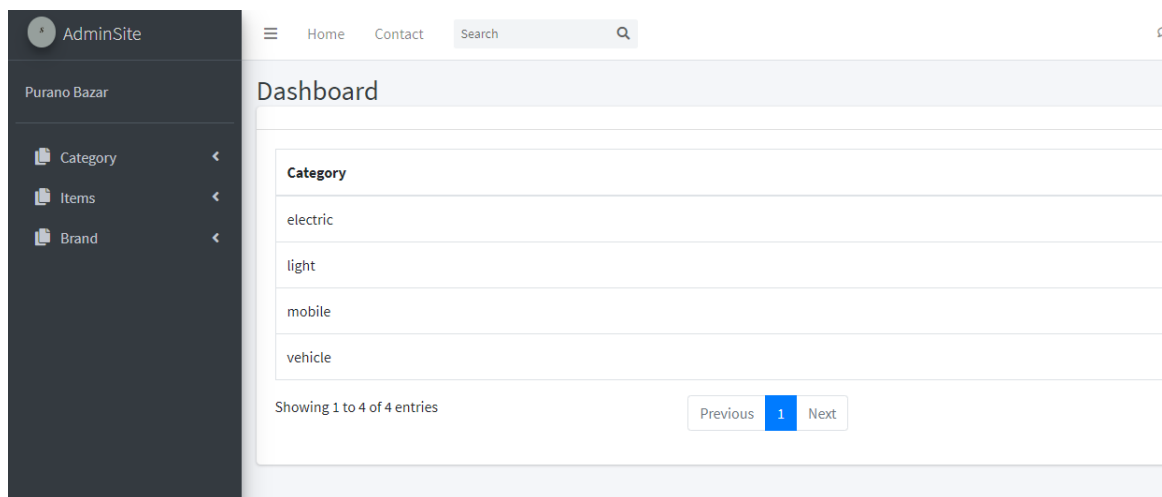 AdminSite
Home Contact Search
Purano Bazar
Dashboard
Category
Items
Brand
Category
electric
light
mobile
vehicle
Showing 1 to 4 of 4 entries
Previous 1 Next